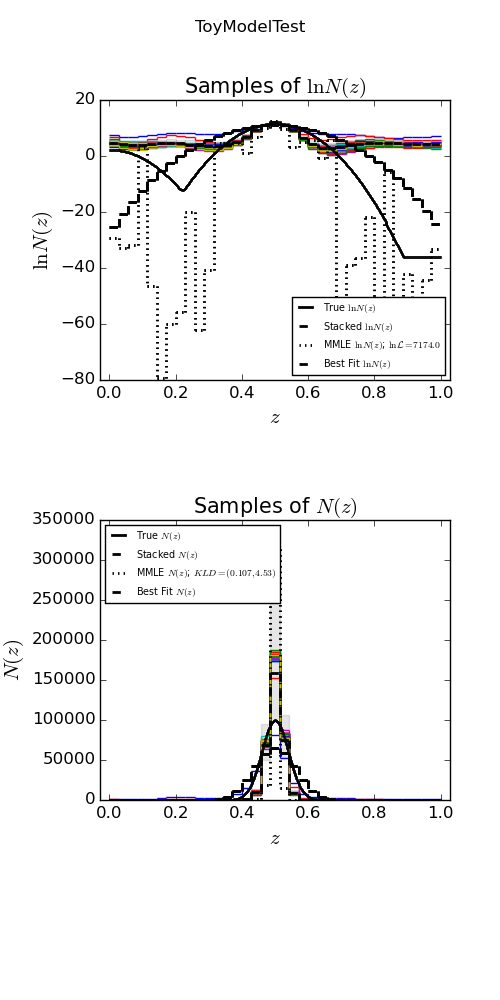 ToyModelTest
Samples of lnN(z)
20
0
−20
−40
−60
−80
lnN(z)
True lnN(z)
Stacked lnN(z)
MMLE lnN(z); lnℒ=7174.0
Best Fit lnN(z)
0.0 0.2 0.4 0.6 0.8 1.0
z
Samples of N(z)
350000
300000
250000
200000
150000
100000
50000
0
N(z)
True N(z)
Stacked N(z)
MMLE N(z); KLD=(0.107,4.53)
Best Fit N(z)
0.0 0.2 0.4 0.6 0.8 1.0
z